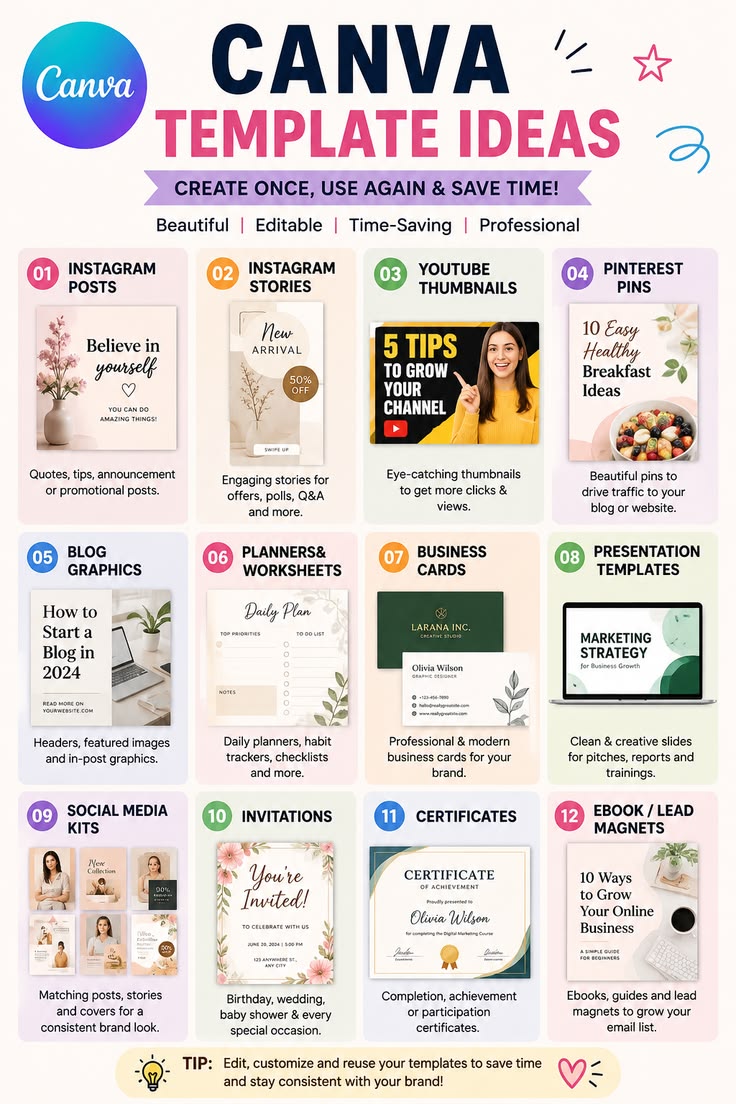 Canva
CANVA
TEMPLATE IDEAS
CREATE ONCE, USE AGAIN & SAVE TIME!
Beautiful | Editable | Time-Saving | Professional
01 INSTAGRAM
POSTS
Believe in
yourself
YOU CAN DO
AMAZING THINGS!
Quotes, tips, announcement
or promotional posts.
02 INSTAGRAM
STORIES
New
ARRIVAL
50%
OFF
SWIPE UP
Engaging stories for
offers, polls, Q&A
and more.
03 YOUTUBE
THUMBNAILS
5 TIPS
TO GROW
YOUR
CHANNEL
Eye-catching thumbnails
to get more clicks &
views.
04 PINTEREST
PINS
10 Easy
Healthy
Breakfast
Ideas
Beautiful pins to
drive traffic to your
blog or website.
05 BLOG
GRAPHICS
How to
Start a
Blog in
2024
READ MORE ON
YOURWEBSITE.COM
Headers, featured images
and in-post graphics.
06 PLANNERS&
WORKSHEETS
Daily Plan
TOP PRIORITIES
TO DO LIST
NOTES
Daily planners, habit
trackers, checklists
and more.
07 BUSINESS
CARDS
LARANA INC.
CREATIVE STUDIO
Olivia Wilson
GRAPHIC DESIGNER
+123-456-7890
Professional & modern
business cards for your
brand.
08 PRESENTATION
TEMPLATES
MARKETING
STRATEGY
for Business Growth
Clean & creative slides
for pitches, reports and
trainings.
09 SOCIAL MEDIA
KITS
New
Collection
Matching posts, stories
and covers for a
consistent brand look.
10 INVITATIONS
You're
Invited!
TO CELEBRATE WITH US
JUNE 20, 2024 | 5:00 PM
123 ANYWHERE ST.,
ANY CITY
Birthday, wedding,
baby shower & every
special occasion.
11 CERTIFICATES
CERTIFICATE
OF ACHIEVEMENT
Proudly presented to
Olivia Wilson
for completing the Digital Marketing Course
Completion, achievement
or participation
certificates.
12 EBOOK / LEAD
MAGNETS
10 Ways
to Grow
Your Online
Business
A SIMPLE GUIDE
FOR BEGINNERS
Ebooks, guides and lead
magnets to grow your
email list.
TIP: Edit, customize and reuse your templates to save time
and stay consistent with your brand!